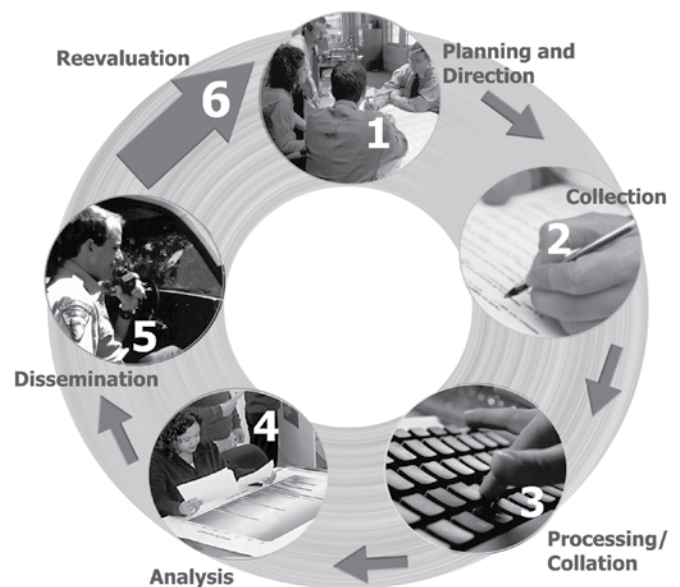 Planning and
Direction
1
Collection
2
Processing/
Collation
3
Analysis
4
Dissemination
5
Reevaluation
6